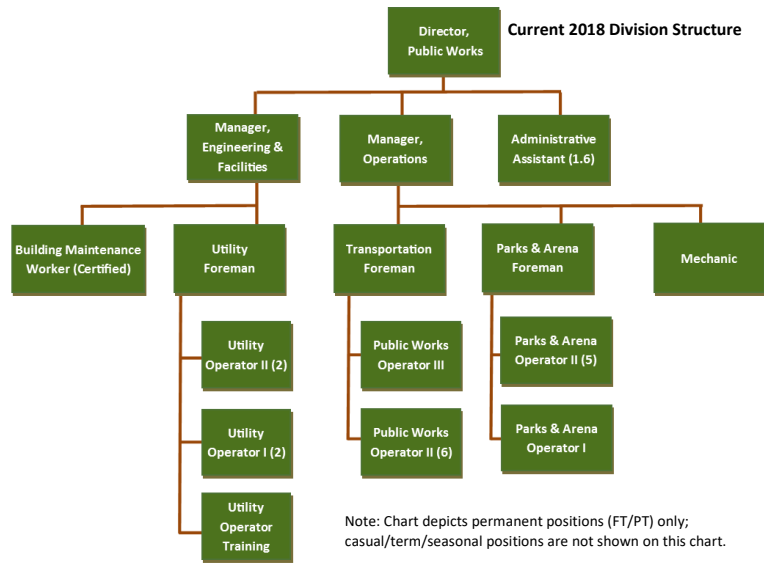 Current 2018 Division Structure
Director,
Public Works
Manager,
Engineering &
Facilities
Manager,
Operations
Administrative
Assistant (1.6)
Building Maintenance
Worker (Certified)
Utility
Foreman
Transportation
Foreman
Parks & Arena
Foreman
Mechanic
Utility
Operator II (2)
Public Works
Operator III
Parks & Arena
Operator II (5)
Utility
Operator I (2)
Public Works
Operator II (6)
Parks & Arena
Operator I
Utility
Operator
Training
Note: Chart depicts permanent positions (FT/PT) only;
casual/term/seasonal positions are not shown on this chart.